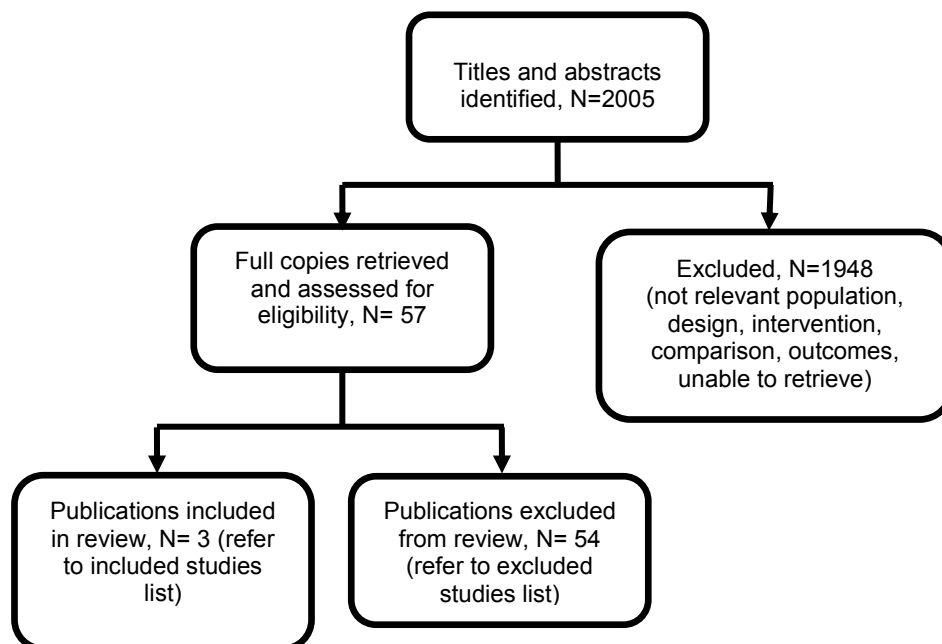 Titles and abstracts
identified, N=2005
Full copies retrieved
and assessed for
eligibility, N= 57
Excluded, N=1948
(not relevant population,
design, intervention,
comparison, outcomes,
unable to retrieve)
Publications included
in review, N= 3 (refer
to included studies
list)
Publications excluded
from review, N= 54
(refer to excluded
studies list)